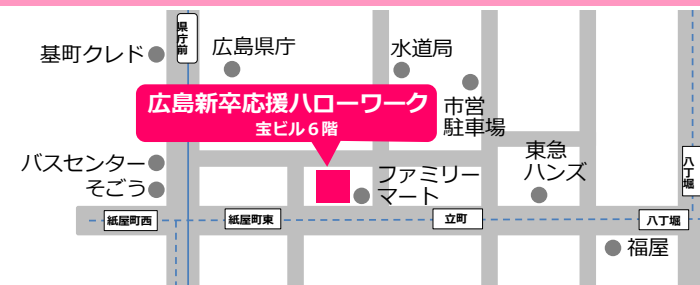 県庁前
基町クレド
広島県庁
水道局
広島新卒応援ハローワーク
宝ビル６階
市営
駐車場
バスセンター
そごう
ファミリー
マート
東急
ハンズ
八丁堀
紙屋町西
紙屋町東
立町
八丁堀
福屋